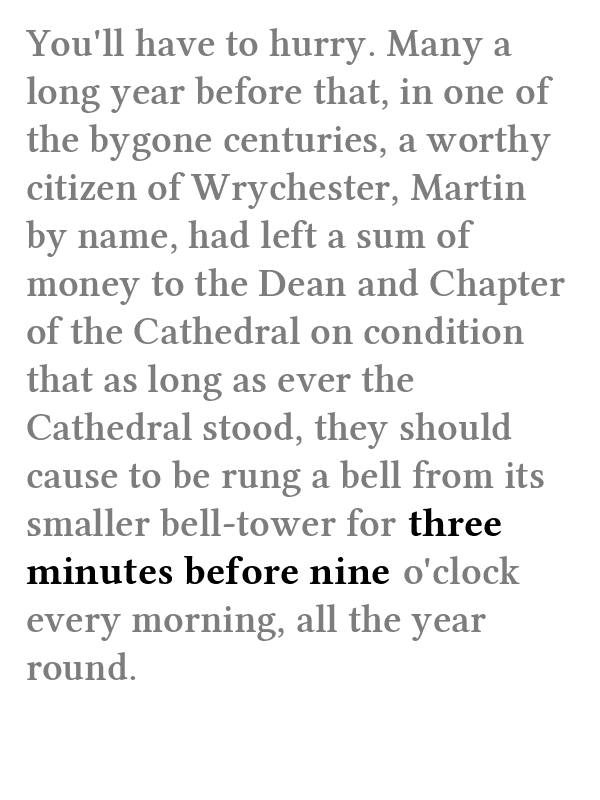 You'll have to hurry. Many a
long year before that, in one of
the bygone centuries, a worthy
citizen of Wrychester, Martin
by name, had left a sum of
money to the Dean and Chapter
of the Cathedral on condition
that as long as ever the
Cathedral stood, they should
cause to be rung a bell from its
smaller bell-tower for three
minutes before nine o'clock
every morning, all the year
round.